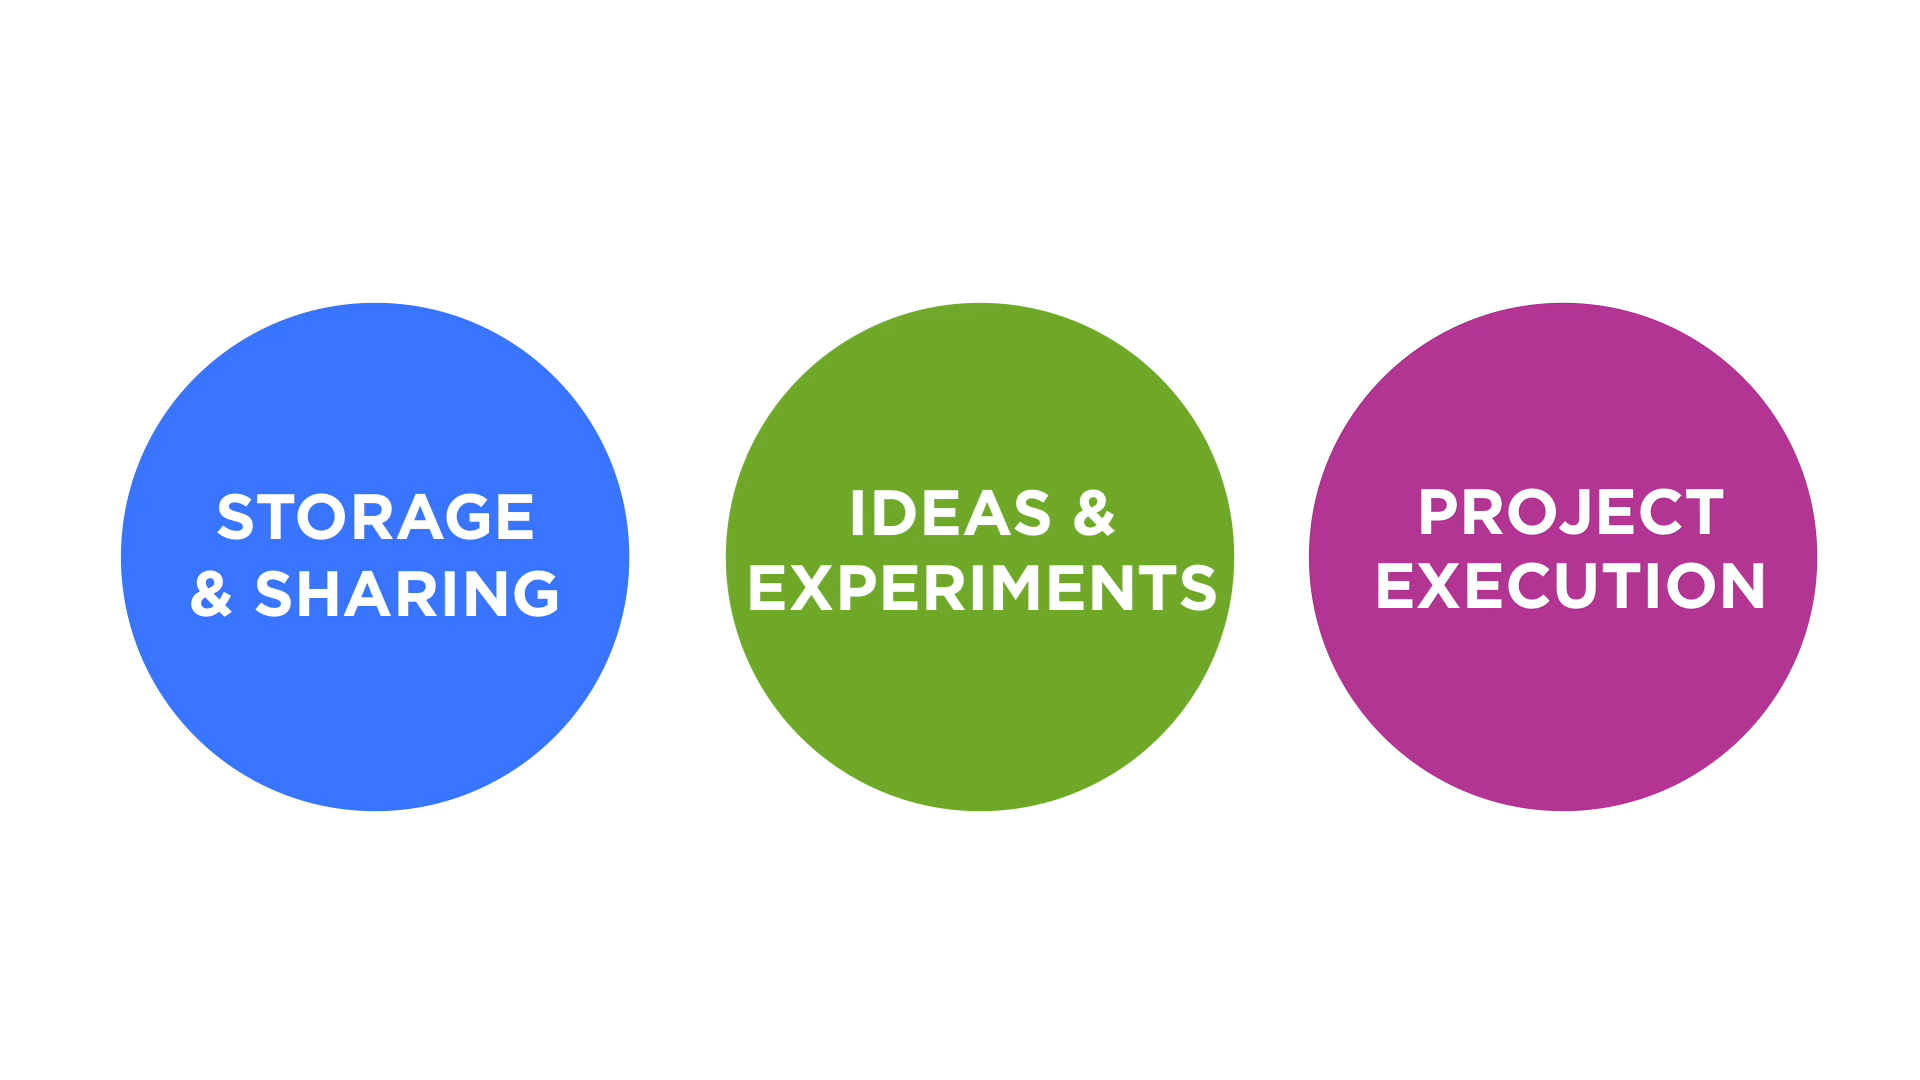 STORAGE
& SHARING
IDEAS &
EXPERIMENTS
PROJECT
EXECUTION